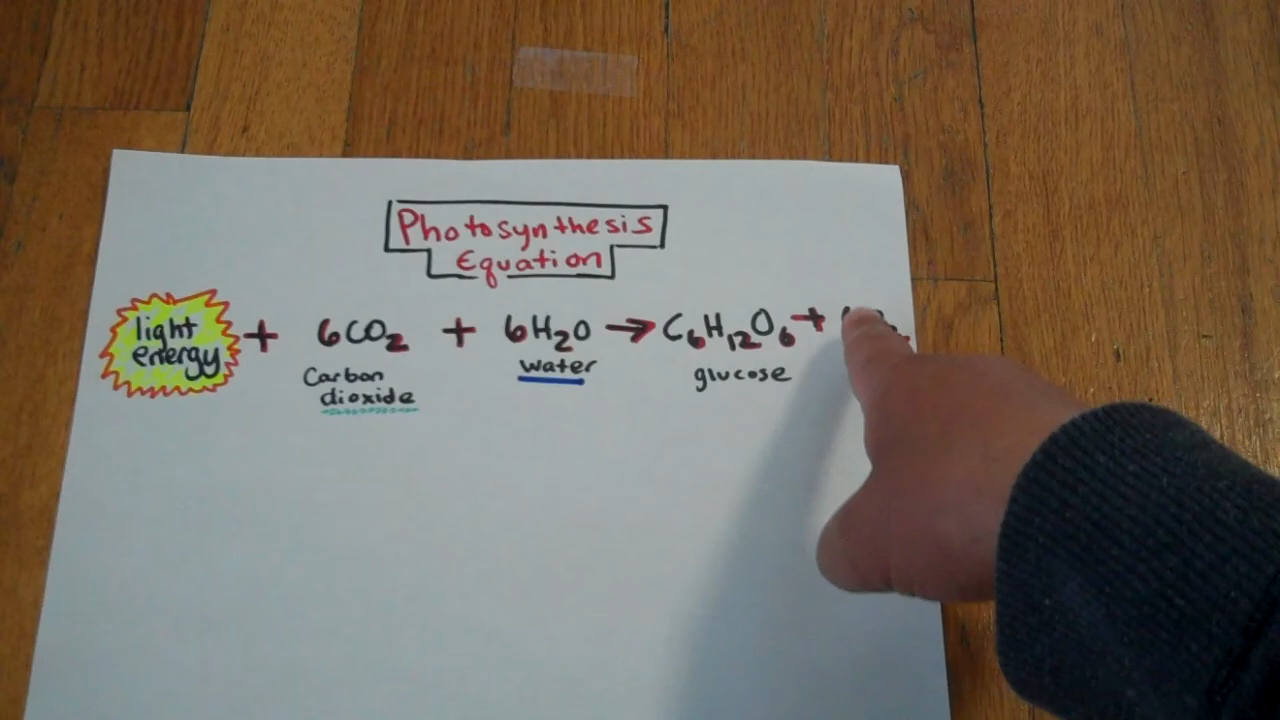 Photosynthesis
Equation
light
energy
+ 6CO₂ + 6H₂O → C₆H₁₂O₆ +
Carbon
dioxide
water
glucose